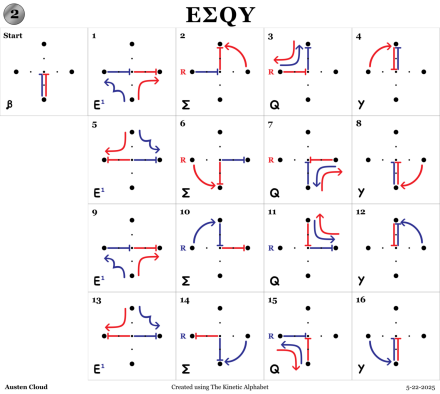 2
ΕΣQY
Start 1 2 3 4
R R
β E¹ Σ Q Y
5 6 7 8
R R
E¹ Σ Q Y
9 10 11 12
R
E¹ Σ Q Y
13 14 15 16
R R
E¹ Σ Q Y
Austen Cloud Created using The Kinetic Alphabet 5-22-2025